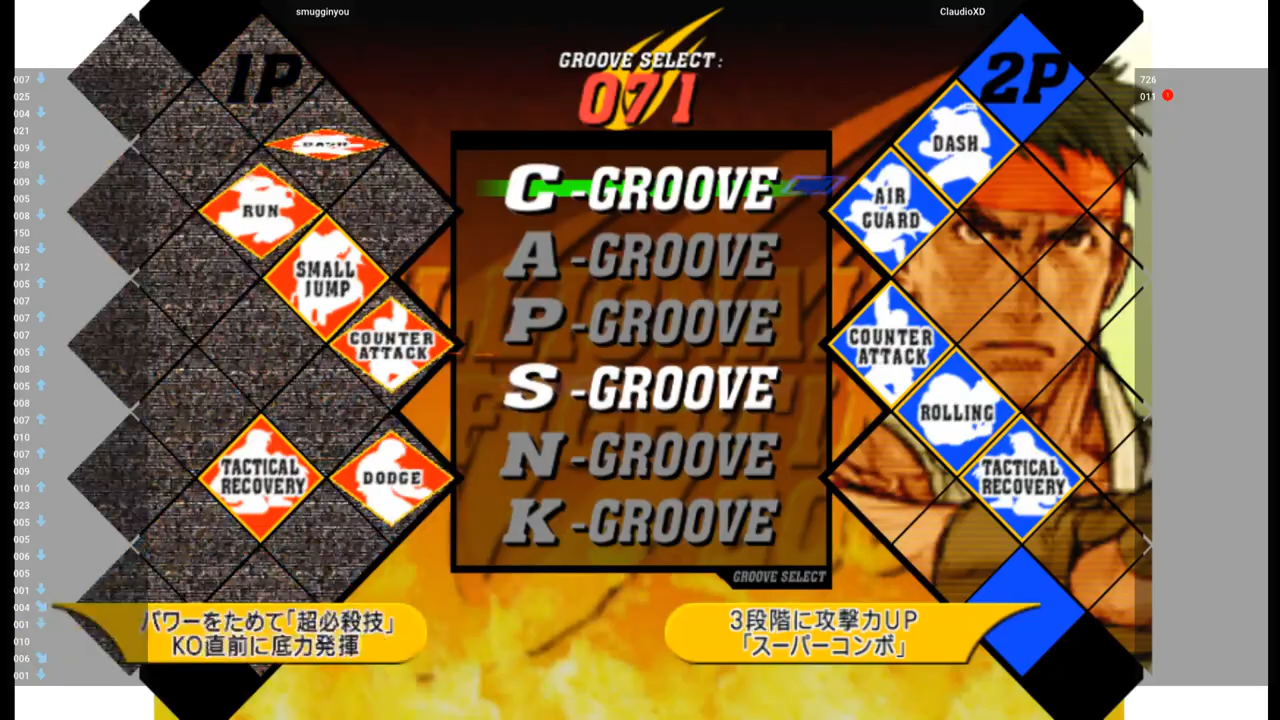 smugginyou
ClaudioXD
1P
GROOVE SELECT:
071
2P
007
025
004
021
009
208
009
005
008
150
005
012
005
007
007
007
005
008
005
008
007
010
007
009
010
023
005
005
006
005
001
004
001
010
006
001
726
011
DASH
RUN
SMALL
JUMP
COUNTER
ATTACK
TACTICAL
RECOVERY
DODGE
C-GROOVE
A-GROOVE
P-GROOVE
S-GROOVE
N-GROOVE
K-GROOVE
GROOVE SELECT
DASH
AIR
GUARD
COUNTER
ATTACK
ROLLING
TACTICAL
RECOVERY
パワーをためて「超必殺技」
KO直前に底力発揮
3段階に攻撃力UP
「スーパーコンボ」